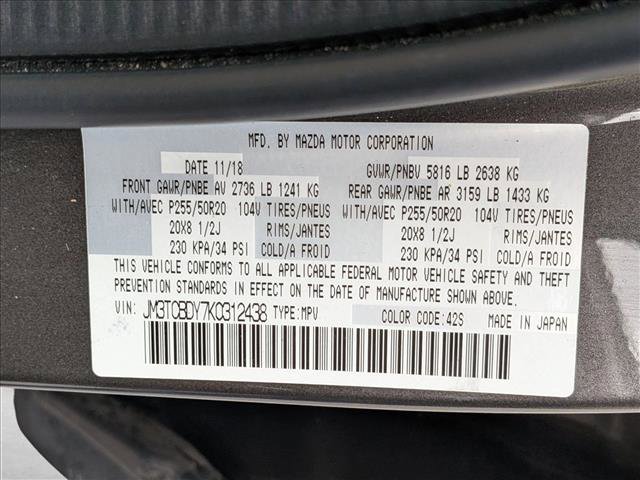 MFD. BY MAZDA MOTOR CORPORATION
DATE 11/18 GVWR/PNBV 5816 LB 2638 KG
FRONT GAWR/PNBE AV 2736 LB 1241 KG REAR GAWR/PNBE AR 3159 LB 1433 KG
WITH/AVEC P255/50R20 104V TIRES/PNEUS WITH/AVEC P255/50R20 104V TIRES/PNEUS
20X8 1/2J RIMS/JANTES 20X8 1/2J RIMS/JANTES
230 KPA/34 PSI COLD/A FROID 230 KPA/34 PSI COLD/A FROID
THIS VEHICLE CONFORMS TO ALL APPLICABLE FEDERAL MOTOR VEHICLE SAFETY AND THEFT
PREVENTION STANDARDS IN EFFECT ON THE DATE OF MANUFACTURE SHOWN ABOVE.
VIN: JM3TCBDY7K0312438 TYPE:MPV COLOR CODE:42S MADE IN JAPAN